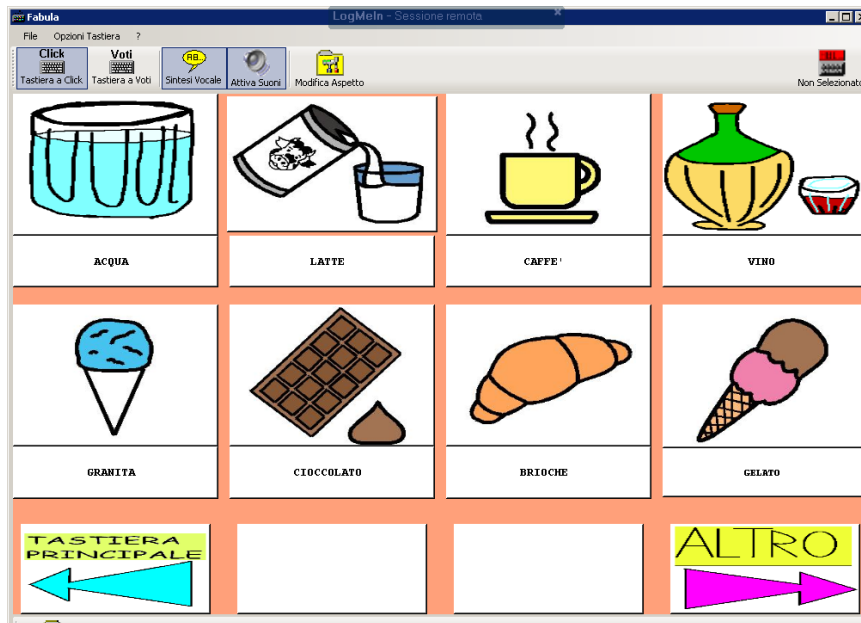 Fabula
LogMeIn - Sessione remota
File Opzioni Tastiera ?
Click
Tastiera a Click
Voti
Tastiera a Voti
AB..
Sintesi Vocale
Attiva Suoni
Modifica Aspetto
Non Selezionato
ACQUA
LATTE
CAFFE'
VINO
GRANITA
CIOCCOLATO
BRIOCHE
GELATO
TASTIERA
PRINCIPALE
ALTRO